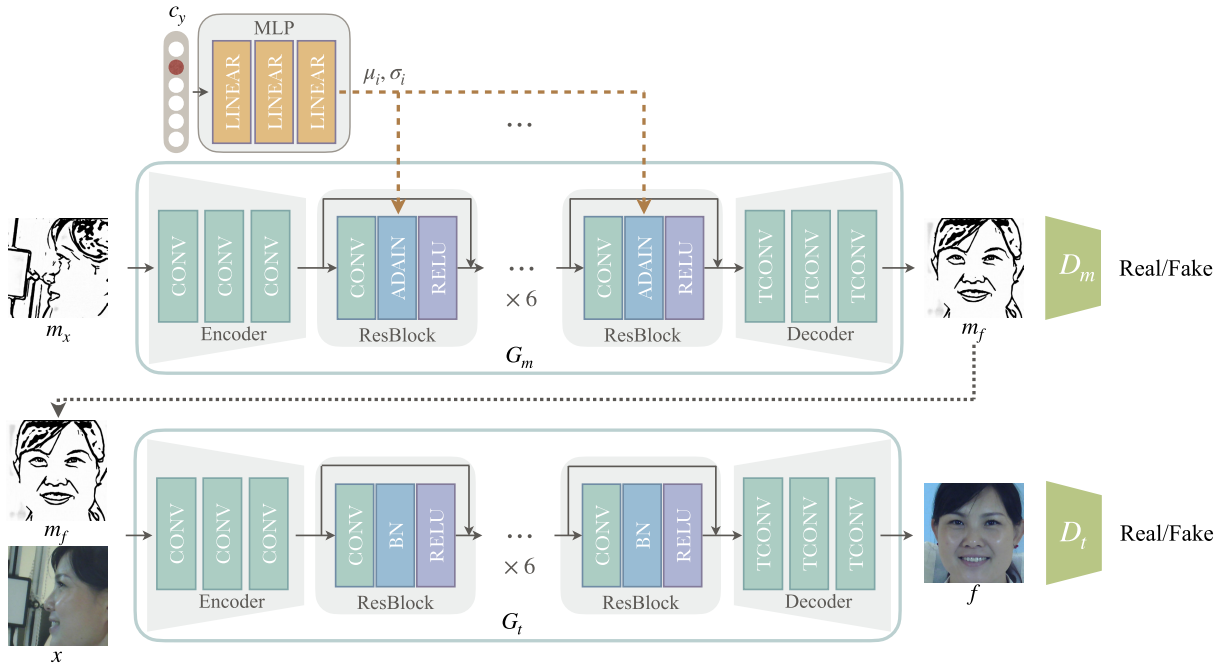 c_y
MLP
LINEAR LINEAR LINEAR
μ_i, σ_i
...
CONV CONV CONV
CONV ADAIN RELU
... × 6
CONV ADAIN RELU
TCONV TCONV TCONV
D_m
Real/Fake
Encoder
ResBlock
ResBlock
Decoder
m_x
G_m
m_f
m_f
x
CONV CONV CONV
CONV BN RELU
... × 6
CONV BN RELU
TCONV TCONV TCONV
D_t
Real/Fake
Encoder
ResBlock
ResBlock
Decoder
G_t
f